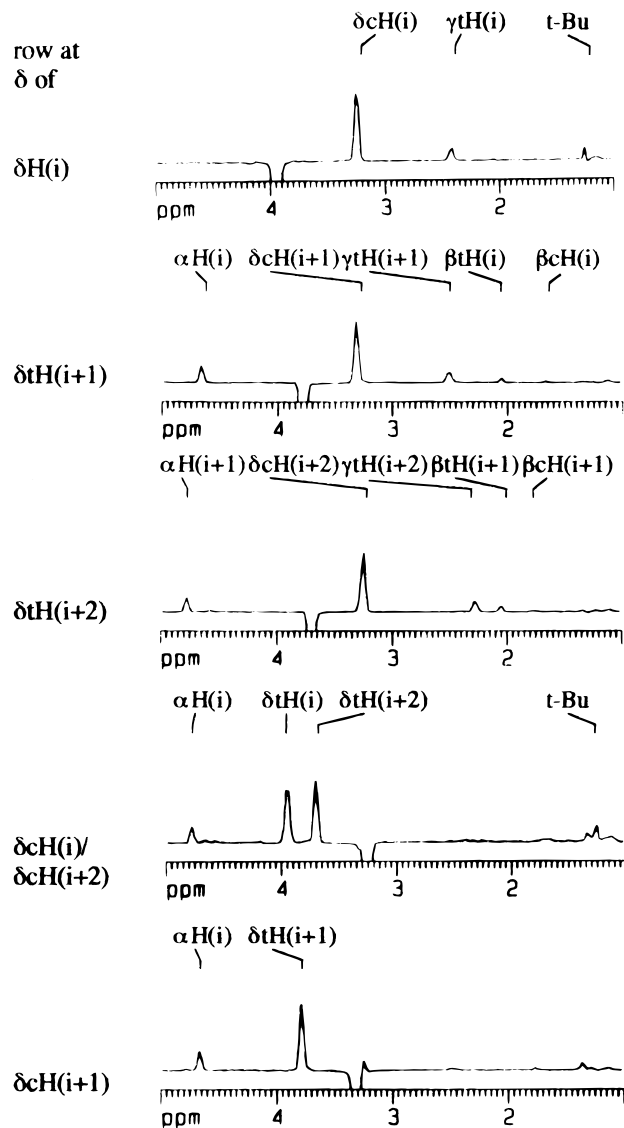 row at
δ of
δcH(i) γtH(i) t-Bu
δH(i)
4 3 2
ppm
αH(i) δcH(i+1) γtH(i+1) βtH(i) βcH(i)
δtH(i+1)
4 3 2
ppm
αH(i+1) δcH(i+2) γtH(i+2) βtH(i+1) βcH(i+1)
δtH(i+2)
4 3 2
ppm
αH(i) δtH(i) δtH(i+2) t-Bu
δcH(i)/
δcH(i+2)
4 3 2
ppm
αH(i) δtH(i+1)
δcH(i+1)
4 3 2
ppm